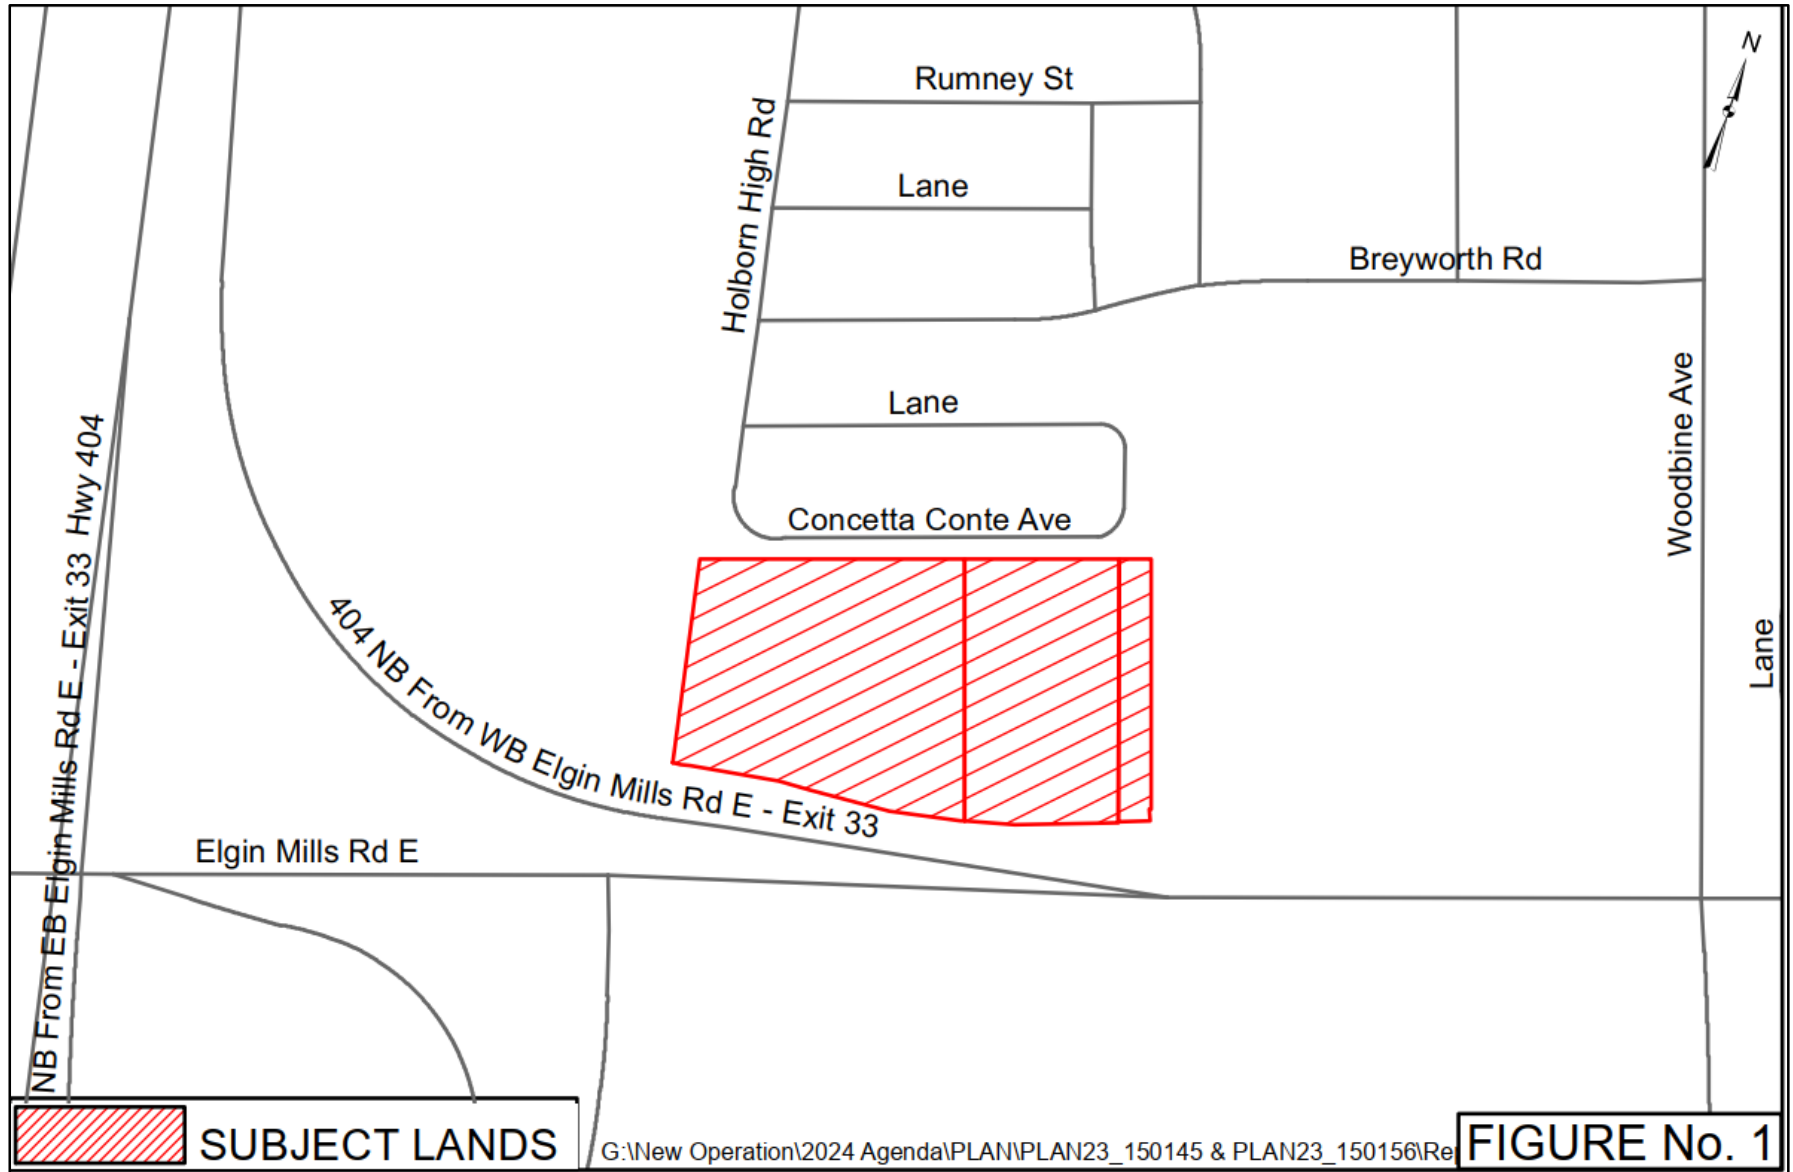 N
Rumney St
Holborn High Rd
Lane
Breyworth Rd
Woodbine Ave
Lane
Hwy 404
Concetta Conte Ave
NB From EB Elgin Mills Rd E - Exit 33
404 NB From WB Elgin Mills Rd E - Exit 33
Lane
Elgin Mills Rd E
SUBJECT LANDS
G:\New Operation\2024 Agenda\PLAN\PLAN23_150145 & PLAN23_150156\Re
FIGURE No. 1